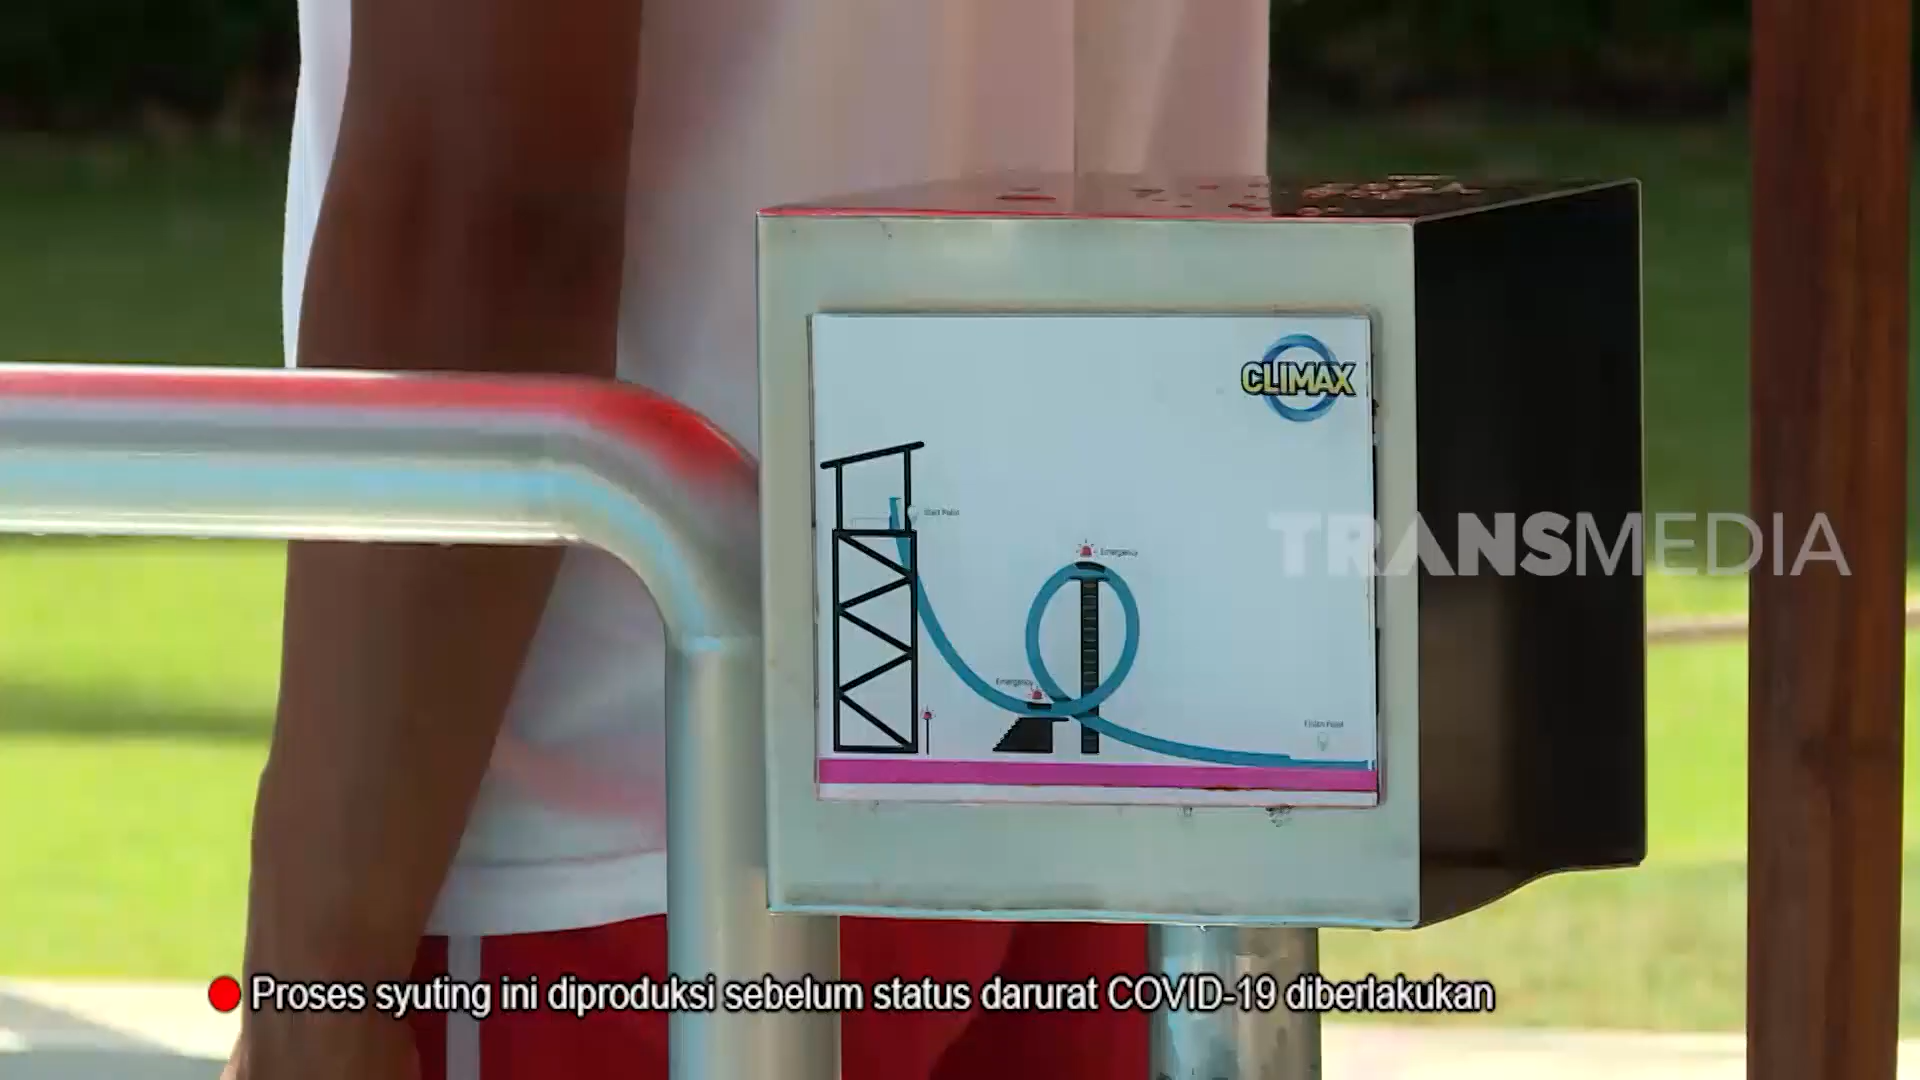 CLIMAX
Start Point
Emergency
TRANSMEDIA
Emergency
Finish Point
Proses syuting ini diproduksi sebelum status darurat COVID-19 diberlakukan